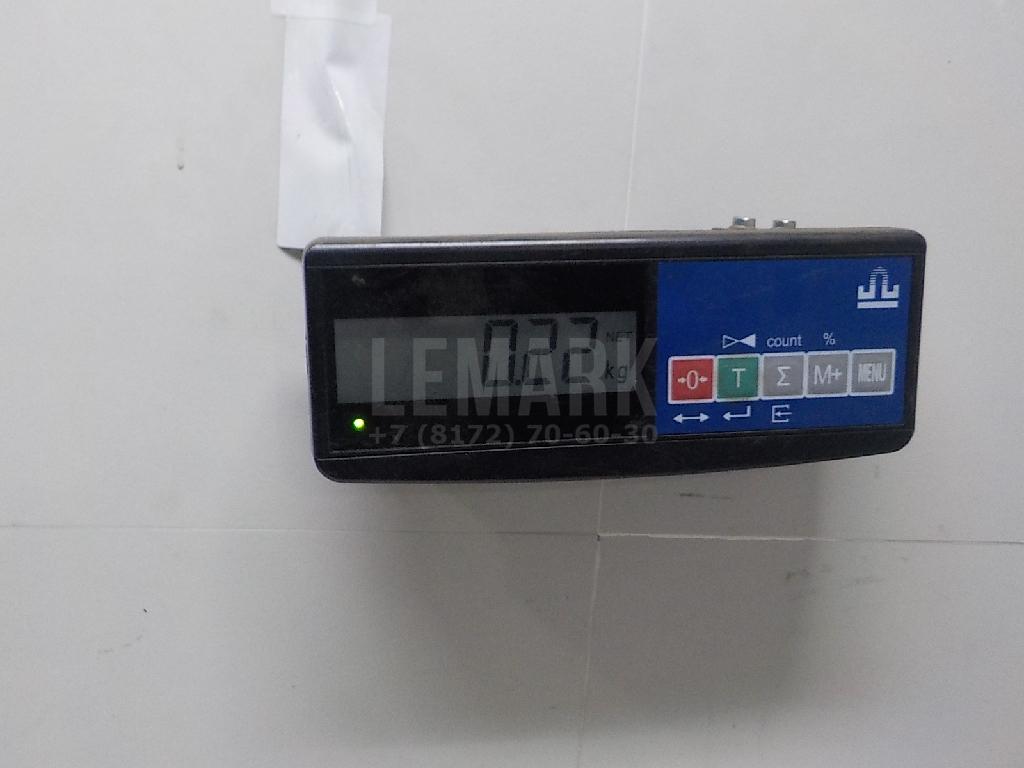 0.22 NET
kg
LEMARK
+7 (8172) 70-60-30
count %
→0← T Σ M+ MENU